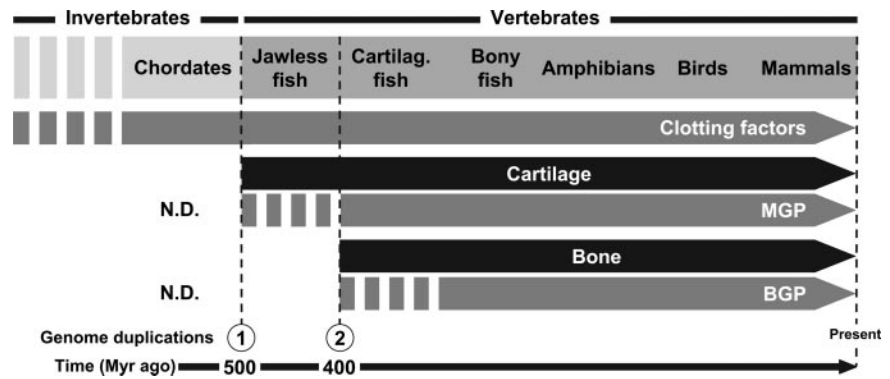 Invertebrates Vertebrates
Chordates Jawless fish Cartilag. fish Bony fish Amphibians Birds Mammals
Clotting factors
Cartilage
N.D. MGP
Bone
N.D. BGP
Genome duplications 1 2 Present
Time (Myr ago) 500 400